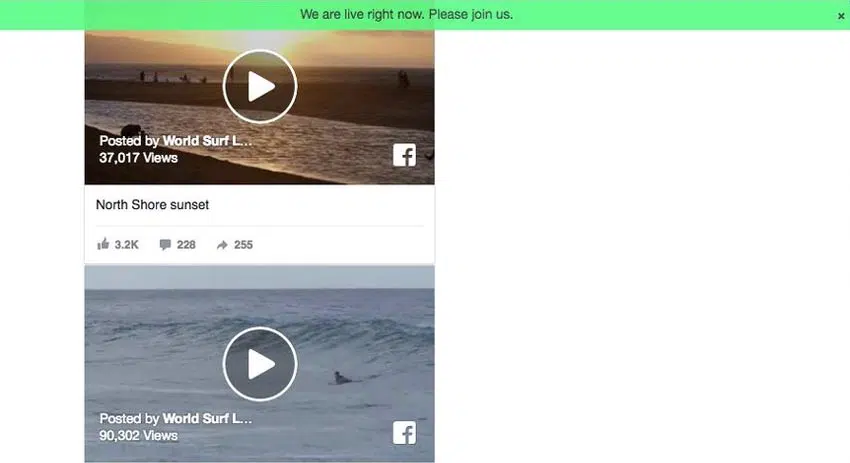 We are live right now. Please join us.
×
Posted by World Surf L...
37,017 Views
North Shore sunset
3.2K 228 255
Posted by World Surf L...
90,302 Views